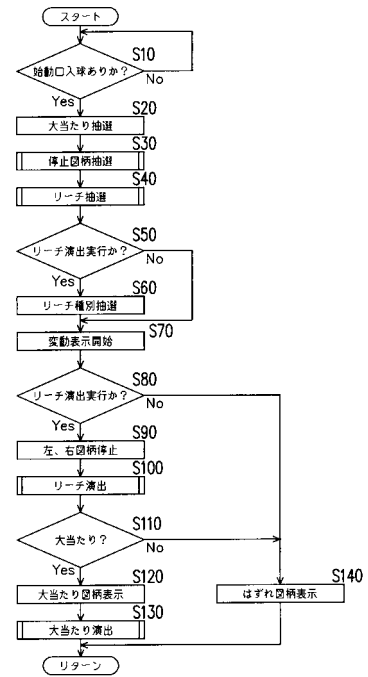 スタート
S10
始動口入球ありか?
No
Yes
S20
大当たり抽選
S30
停止図柄抽選
S40
リーチ抽選
S50
リーチ演出実行か?
No
Yes
S60
リーチ種別抽選
S70
変動表示開始
S80
リーチ演出実行か?
No
Yes
S90
左、右図柄停止
S100
リーチ演出
S110
大当たり?
No
Yes
S120
大当たり図柄表示
S140
はずれ図柄表示
S130
大当たり演出
リターン